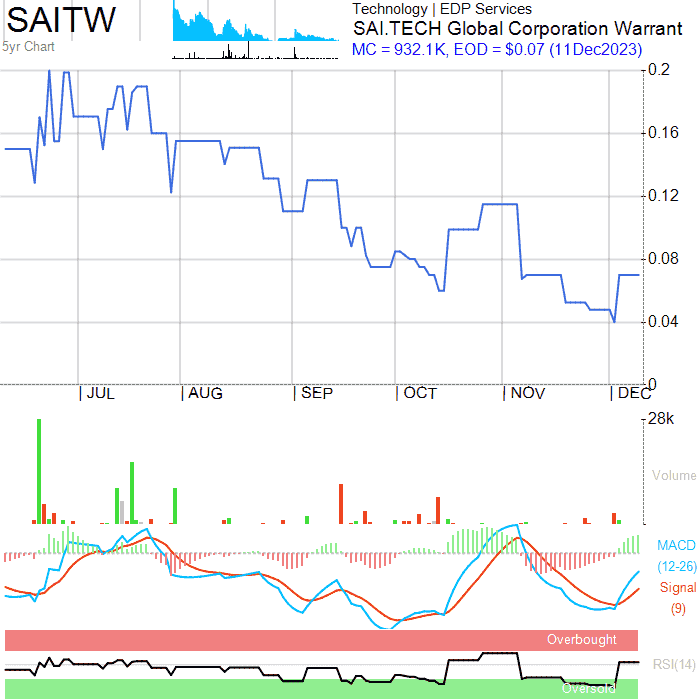 SAITW
5yr Chart
Technology | EDP Services
SAI.TECH Global Corporation Warrant
MC = 932.1K, EOD = $0.07 (11Dec2023)
0.2
0.16
0.12
0.08
0.04
0
| JUL | AUG | SEP | OCT | NOV | DEC
28k
Volume
MACD
(12-26)
Signal
(9)
Overbought
RSI(14)
Oversold